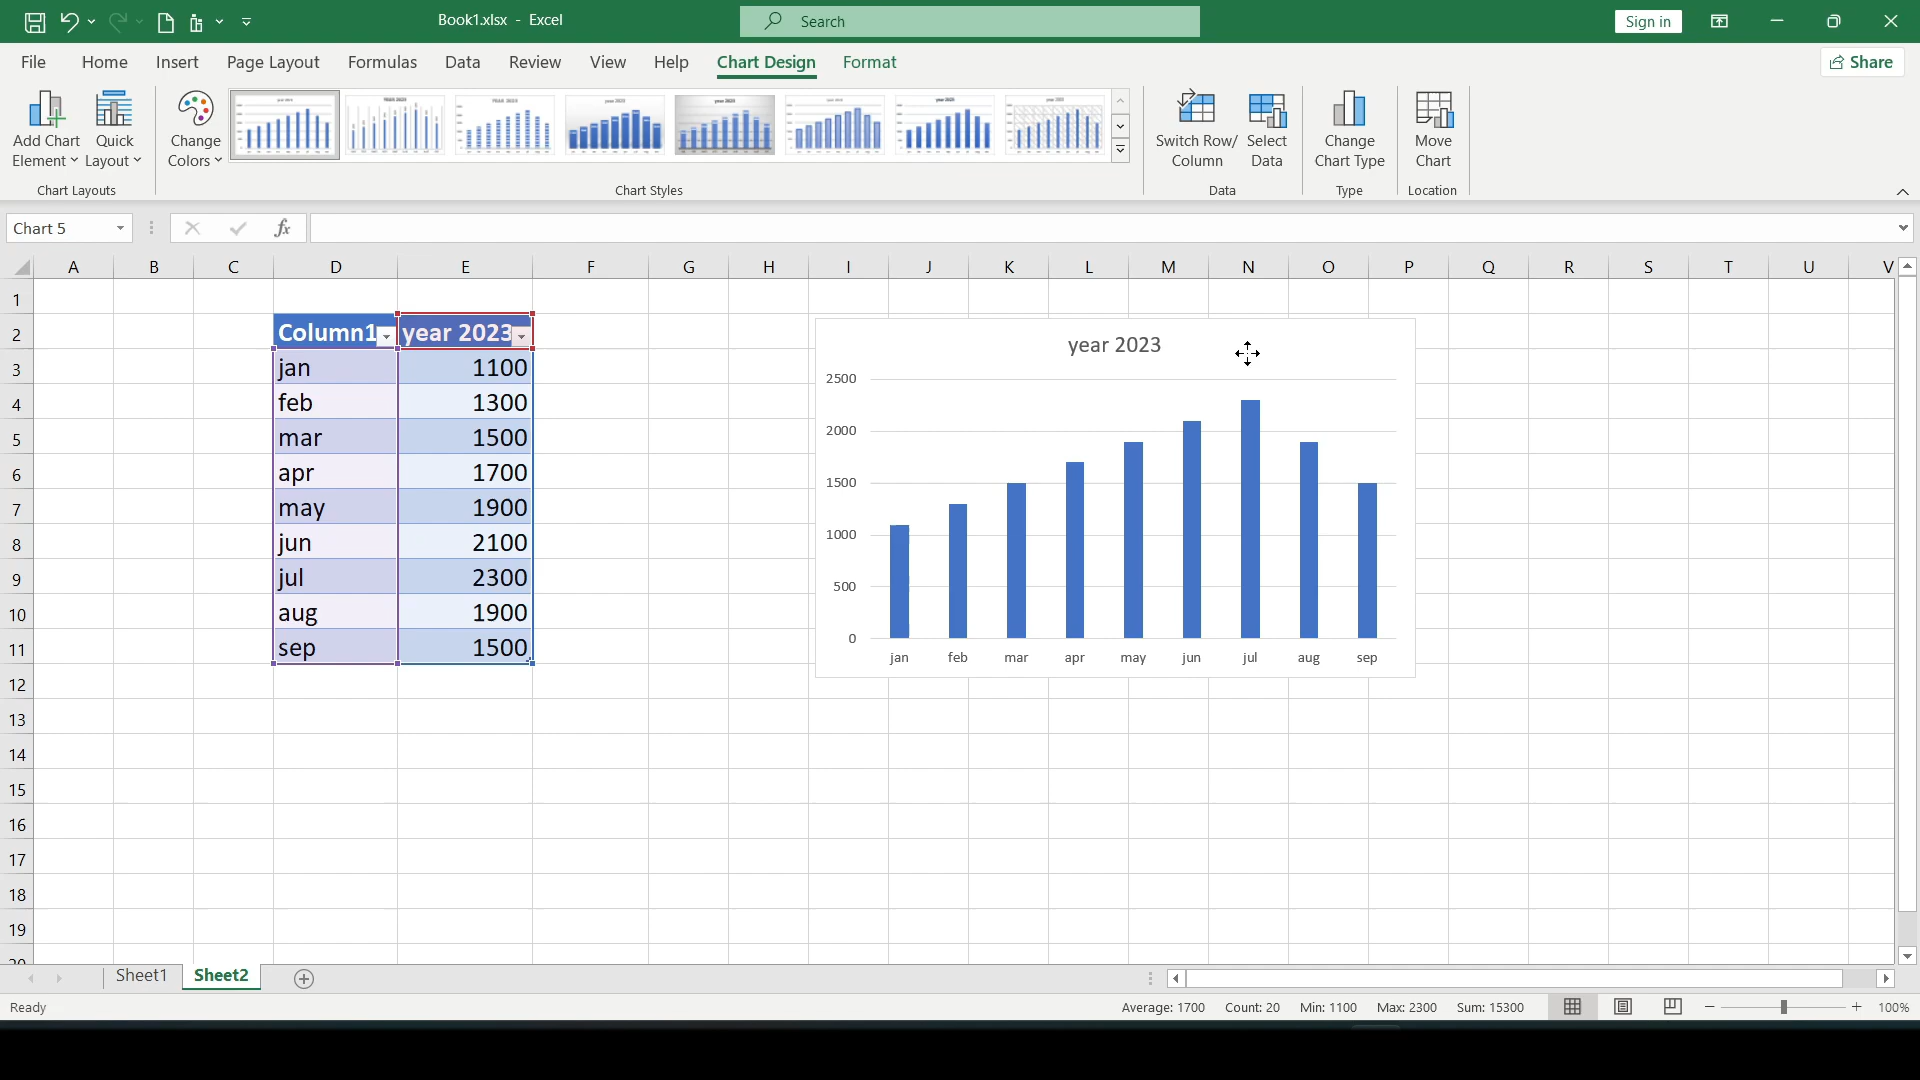 Book1.xlsx - Excel
Search
Sign in
File Home Insert Page Layout Formulas Data Review View Help Chart Design Format
Share
Add Chart Element
Quick Layout
Change Colors
Switch Row/ Column
Select Data
Change Chart Type
Move Chart
Chart Layouts
Chart Styles
Data
Type
Location
Chart 5
fx
A B C D E F G H I J K L M N O P Q R S T U V
1
2 Column1 year 2023
3 jan 1100
4 feb 1300
5 mar 1500
6 apr 1700
7 may 1900
8 jun 2100
9 jul 2300
10 aug 1900
11 sep 1500
12
13
14
15
16
17
18
19
year 2023
2500
2000
1500
1000
500
0
jan feb mar apr may jun jul aug sep
Sheet1 Sheet2
Ready
Average: 1700 Count: 20 Min: 1100 Max: 2300 Sum: 15300
100%